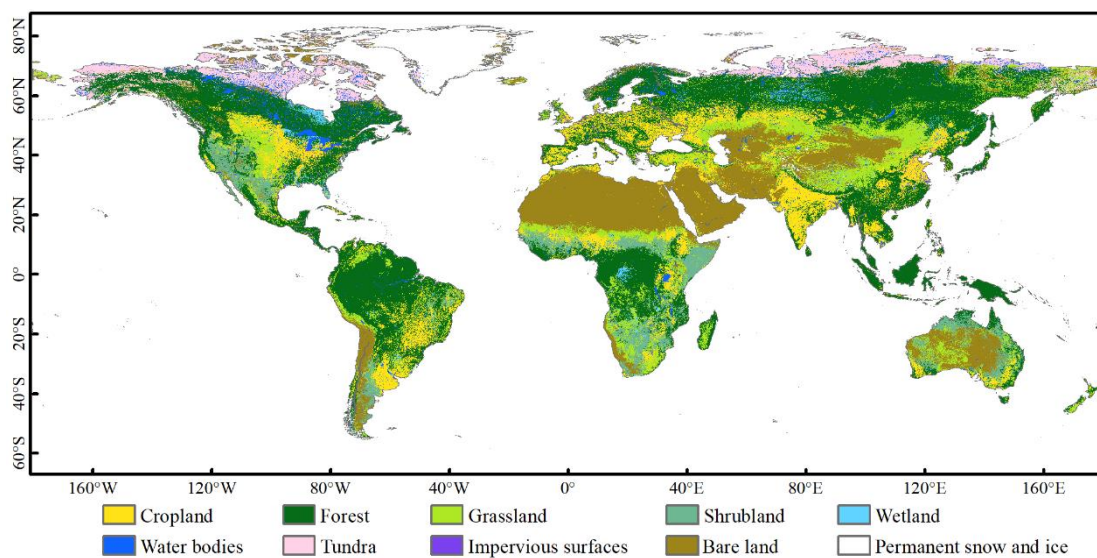 80°N
60°N
40°N
20°N
0°
20°S
40°S
60°S
160°W 120°W 80°W 40°W 0° 40°E 80°E 120°E 160°E
Cropland Forest Grassland Shrubland Wetland
Water bodies Tundra Impervious surfaces Bare land Permanent snow and ice